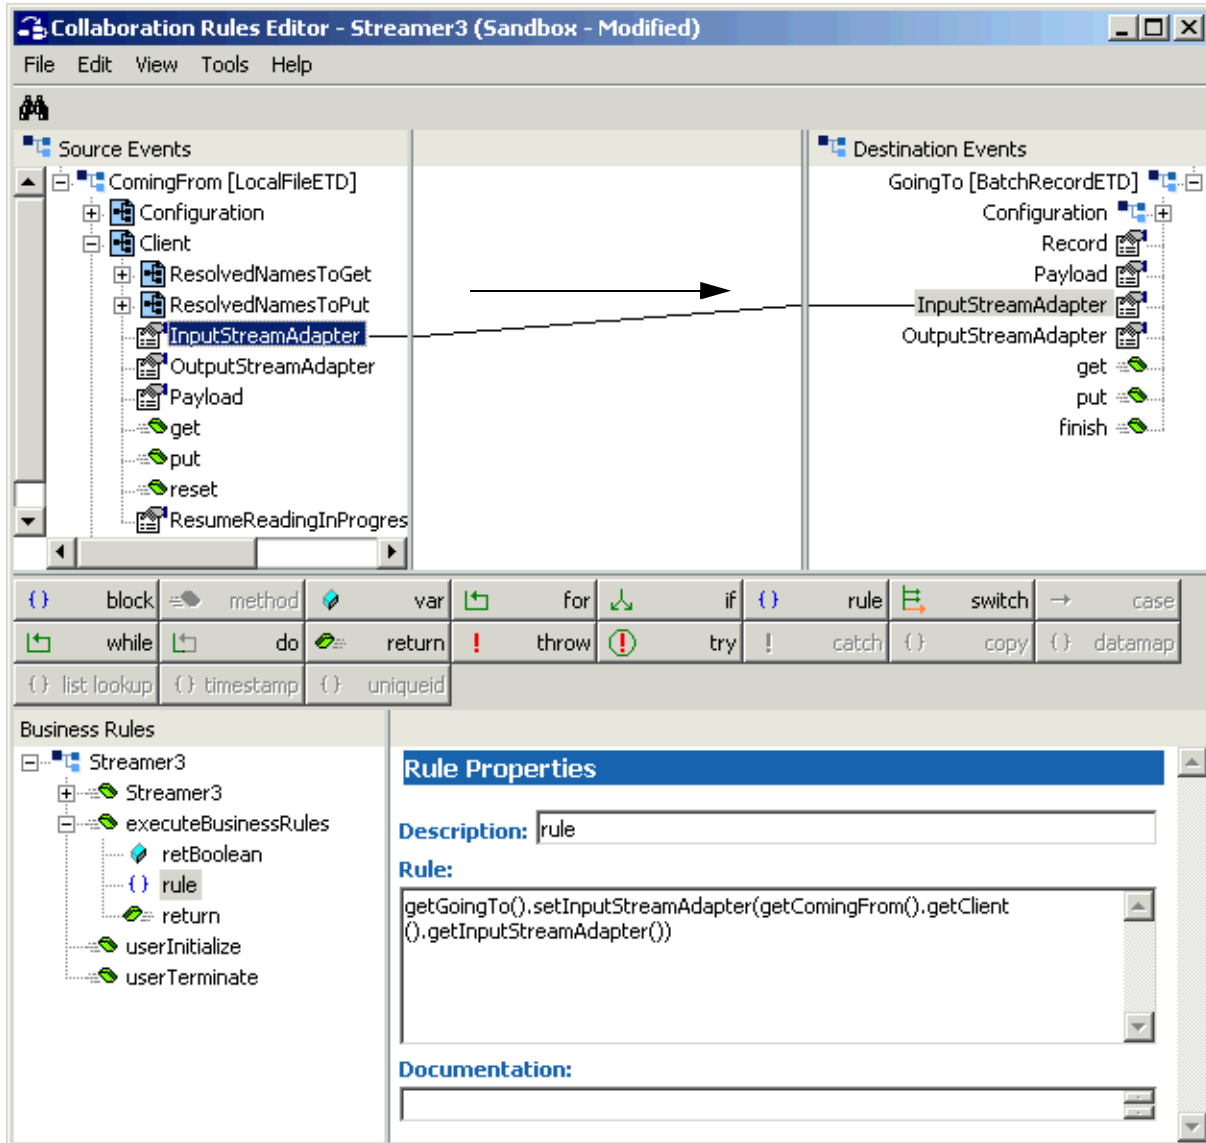 Collaboration Rules Editor - Streamer3 (Sandbox - Modified)
File Edit View Tools Help
Source Events
Destination Events
ComingFrom [LocalFileETD]
Configuration
Client
ResolvedNamesToGet
ResolvedNamesToPut
InputStreamAdapter
OutputStreamAdapter
Payload
get
put
reset
ResumeReadingInProgres
GoingTo [BatchRecordETD]
Configuration
Record
Payload
InputStreamAdapter
OutputStreamAdapter
get
put
finish
{} block method var for if {} rule switch case
while do return ! throw try ! catch {} copy {} datamap
{} list lookup {} timestamp {} uniqueid
Business Rules
Streamer3
Streamer3
executeBusinessRules
retBoolean
{} rule
return
userInitialize
userTerminate
Rule Properties
Description: rule
Rule:
getGoingTo().setInputStreamAdapter(getComingFrom().getClient
().getInputStreamAdapter())
Documentation: